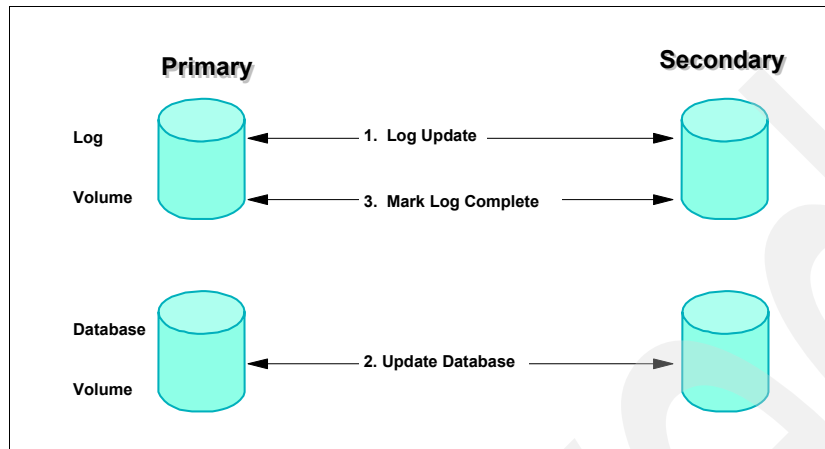 Primary
Secondary
Log
1. Log Update
Volume
3. Mark Log Complete
Database
2. Update Database
Volume